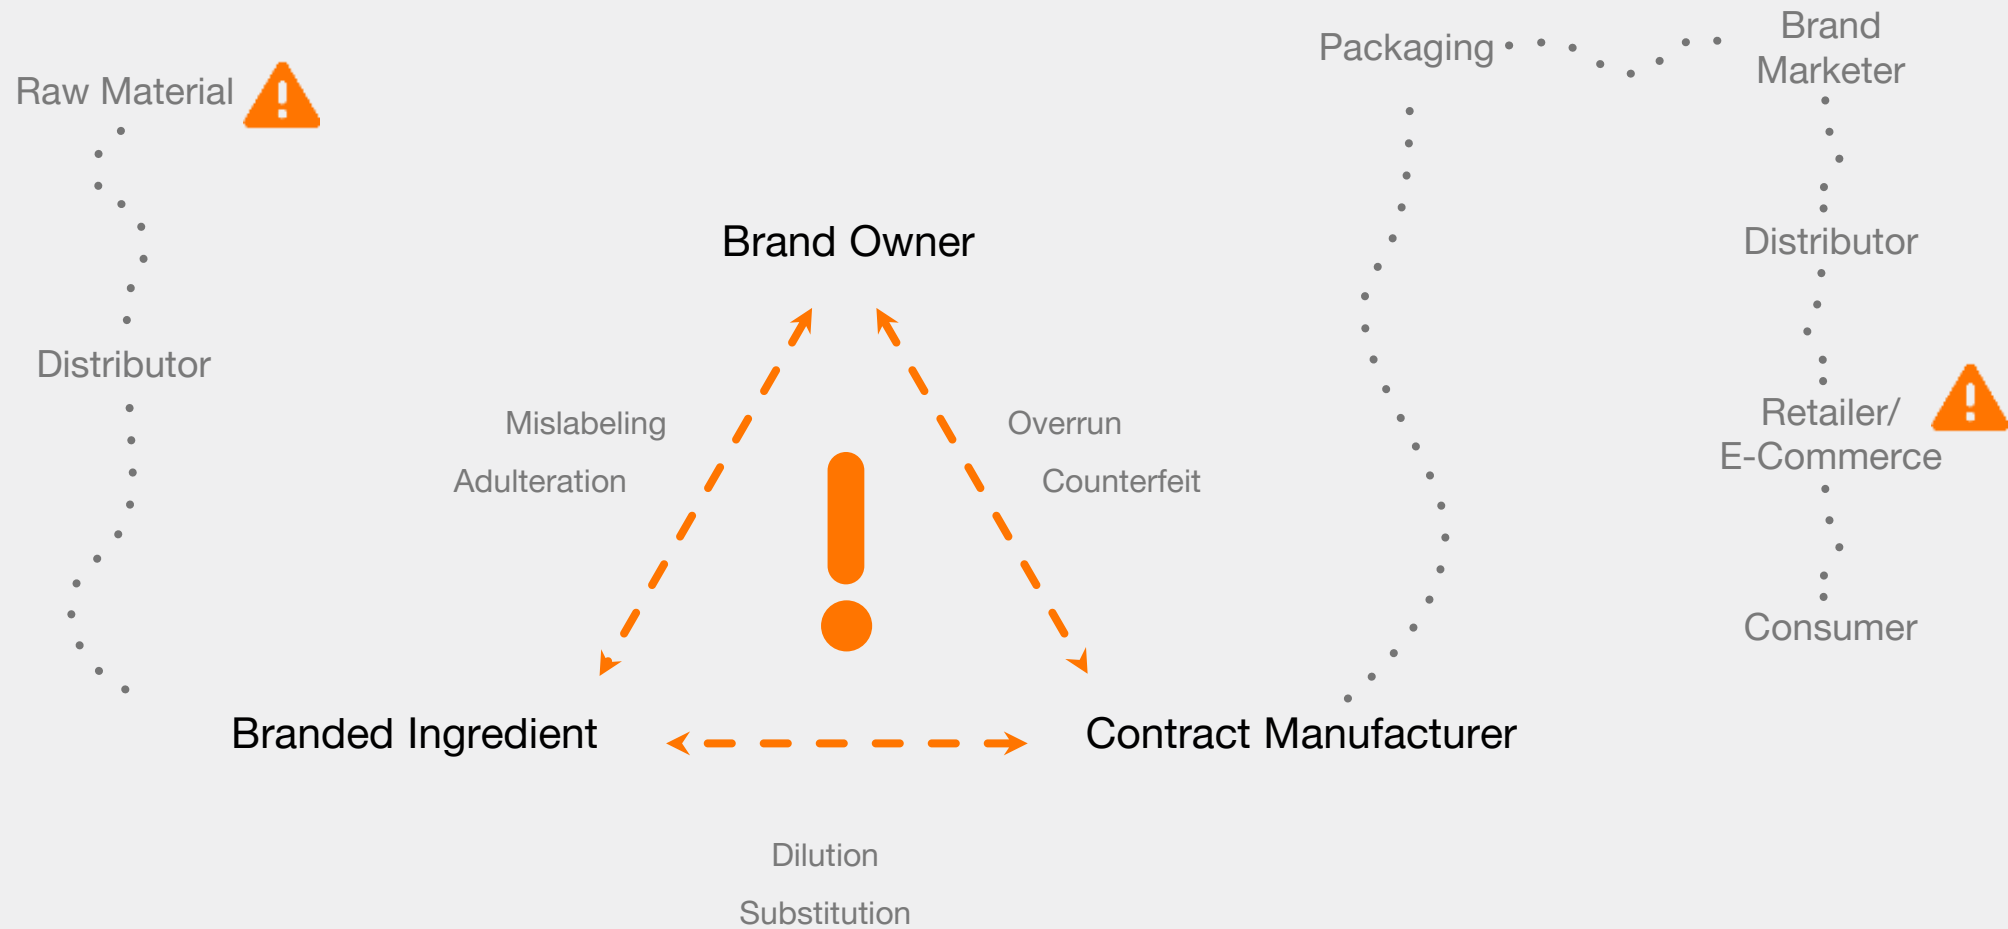 Raw Material
Distributor
Brand Owner
Mislabeling
Adulteration
Overrun
Counterfeit
Branded Ingredient
Contract Manufacturer
Dilution
Substitution
Packaging
Brand
Marketer
Distributor
Retailer/
E-Commerce
Consumer